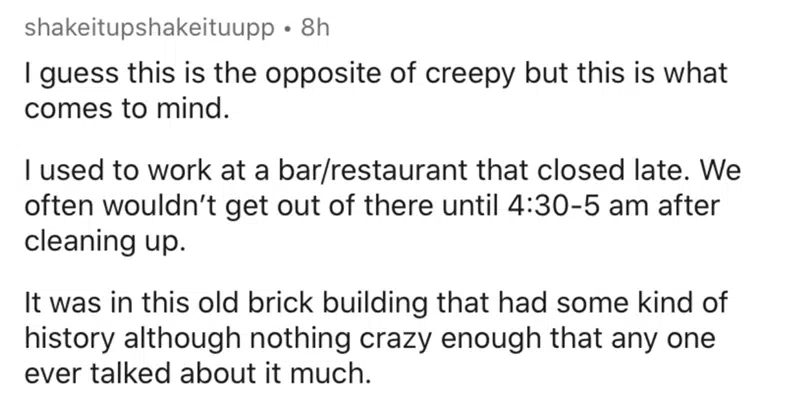 shakeitupshakeituupp • 8h
I guess this is the opposite of creepy but this is what
comes to mind.
I used to work at a bar/restaurant that closed late. We
often wouldn't get out of there until 4:30-5 am after
cleaning up.
It was in this old brick building that had some kind of
history although nothing crazy enough that any one
ever talked about it much.